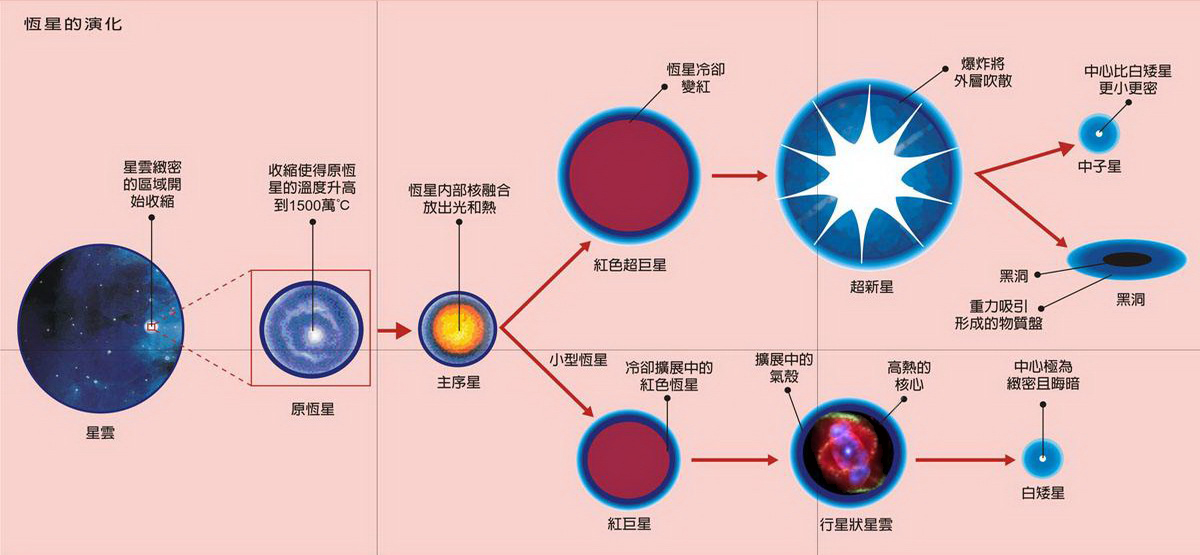 恆星的演化
星雲緻密
的區域開
始收縮
星雲
收縮使得原恆
星的溫度升高
到1500萬℃
原恆星
恆星內部核融合
放出光和熱
主序星
恆星冷卻
變紅
紅色超巨星
爆炸將
外層吹散
超新星
中心比白矮星
更小更密
中子星
黑洞
重力吸引
形成的物質盤
黑洞
小型恆星
冷卻擴展中的
紅色恆星
紅巨星
擴展中的
氣殼
高熱的
核心
行星狀星雲
中心極為
緻密且晦暗
白矮星